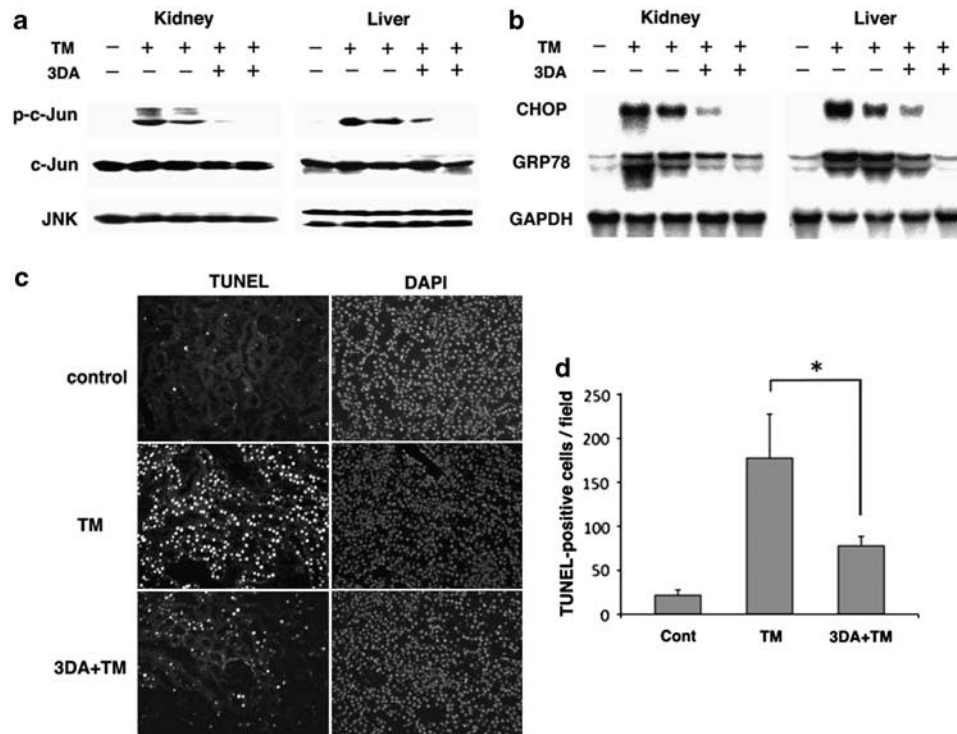 a
Kidney Liver
TM – + + + + – + + + +
3DA – – – + + – – – + +
p-c-Jun
c-Jun
JNK
b
Kidney Liver
TM – + + + + – + + + +
3DA – – – + + – – – + +
CHOP
GRP78
GAPDH
c
TUNEL DAPI
control
TM
3DA+TM
d
*
TUNEL-positive cells / field
250
200
150
100
50
0
Cont TM 3DA+TM